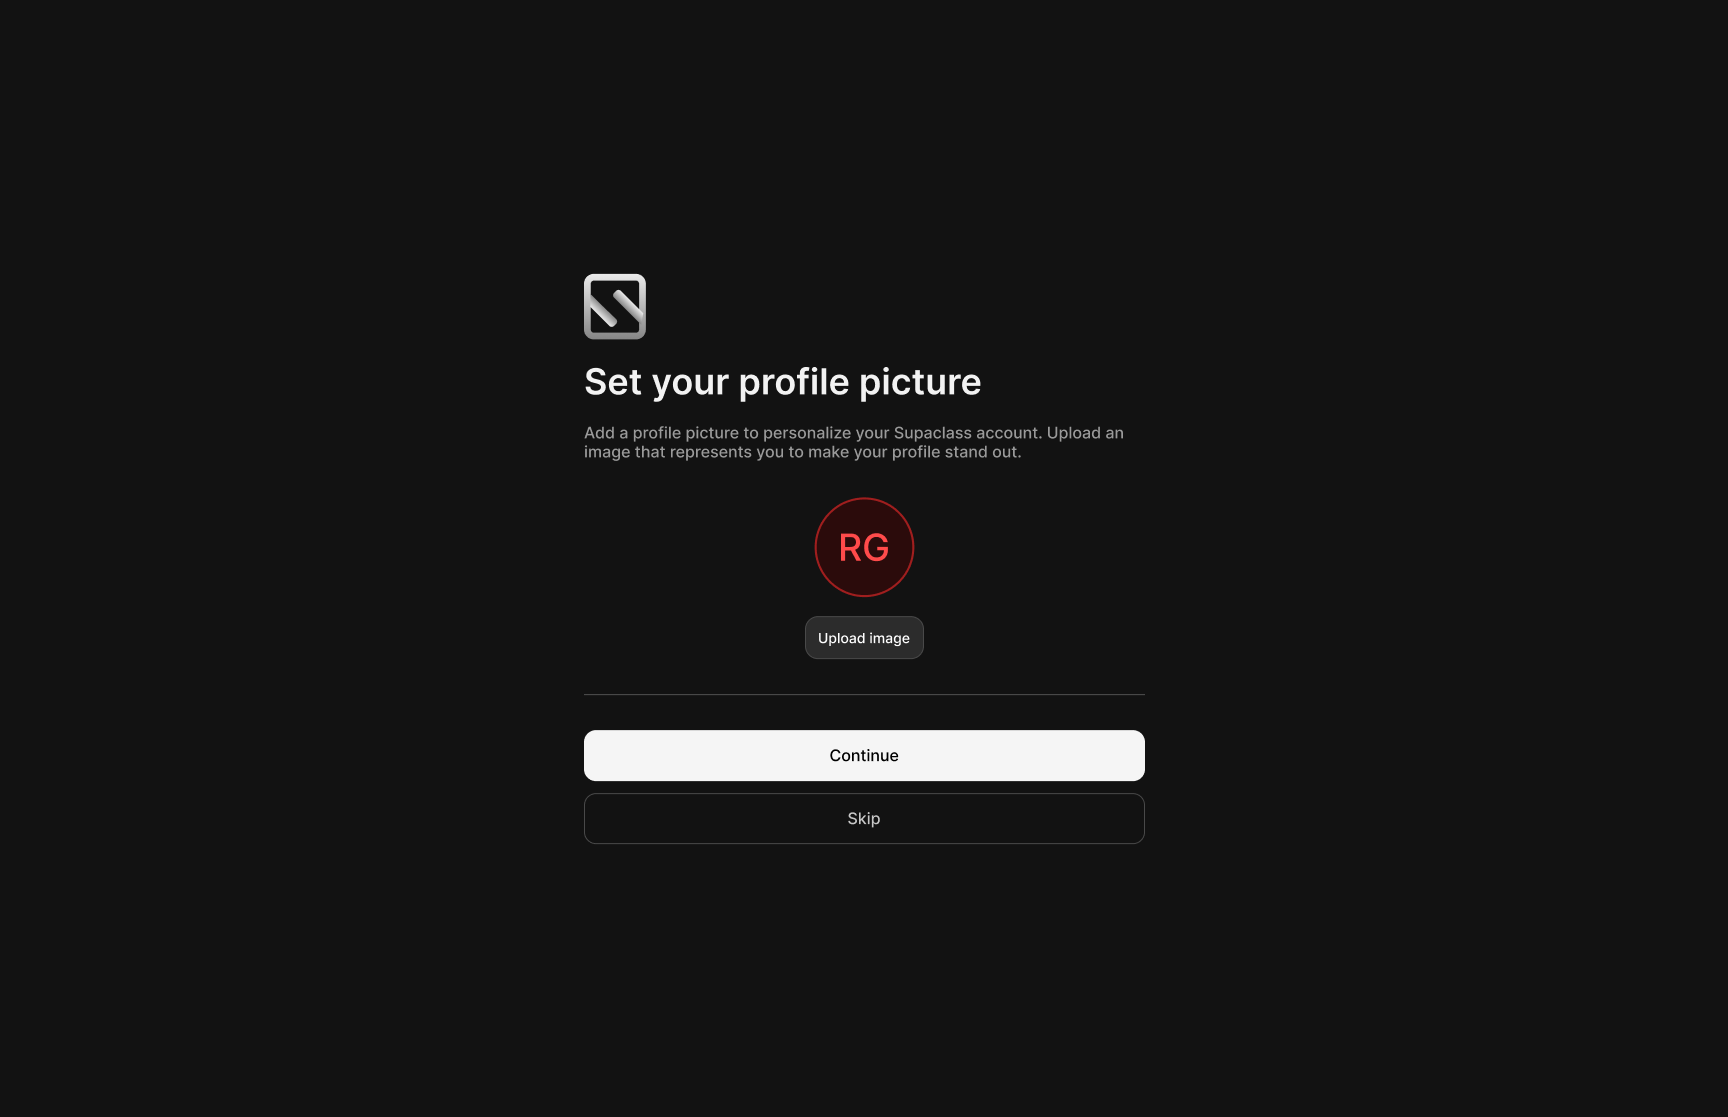 Set your profile picture
Add a profile picture to personalize your Supaclass account. Upload an
image that represents you to make your profile stand out.
RG
Upload image
Continue
Skip